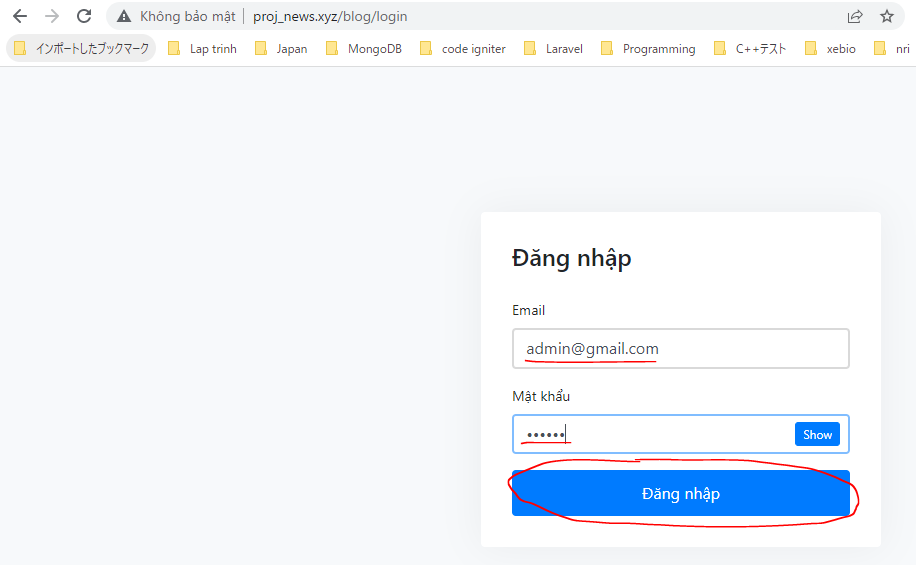 Không bảo mật | proj_news.xyz/blog/login
インポートしたブックマーク Lap trinh Japan MongoDB code igniter Laravel Programming C++テスト xebio nri
Đăng nhập
Email
admin@gmail.com
Mật khẩu
••••••
Show
Đăng nhập